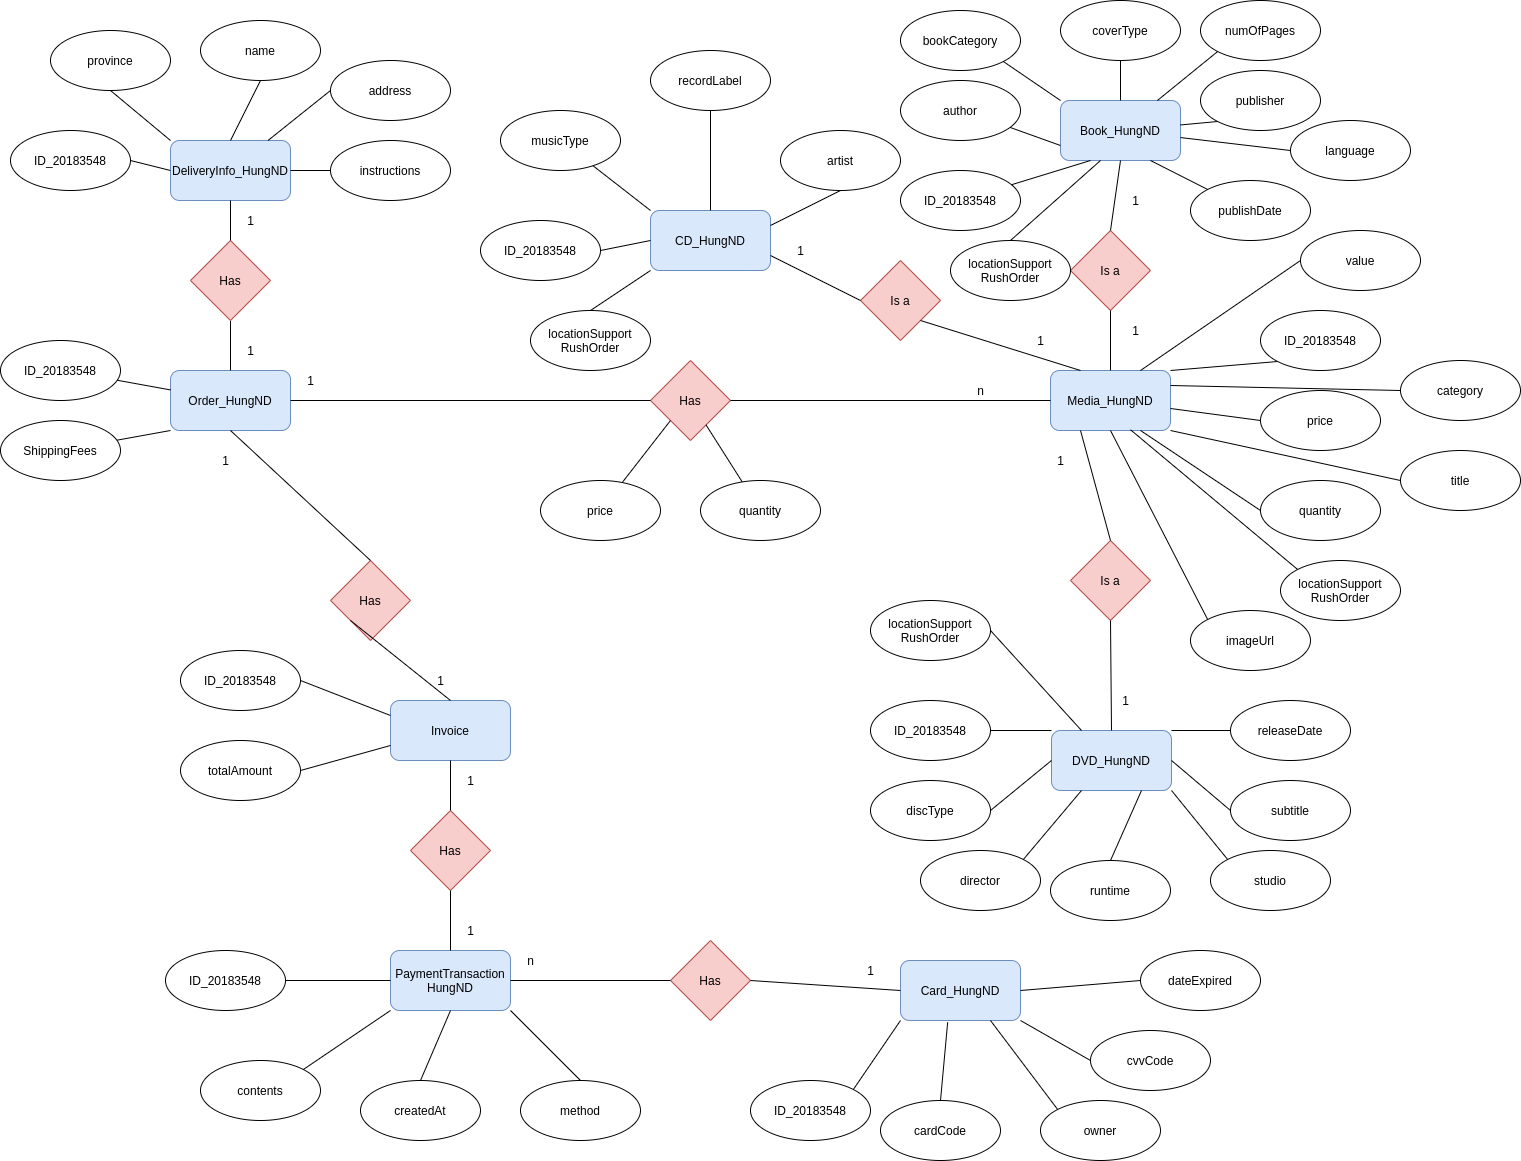 province
name
address
ID_20183548
DeliveryInfo_HungND
instructions
1
Has
1
recordLabel
musicType
artist
ID_20183548
CD_HungND
1
locationSupport
RushOrder
Is a
1
bookCategory
coverType
numOfPages
author
publisher
Book_HungND
language
ID_20183548
publishDate
1
locationSupport
RushOrder
Is a
1
value
ID_20183548
ID_20183548
Order_HungND
ShippingFees
1
Has
n
price
quantity
Media_HungND
category
price
title
quantity
locationSupport
RushOrder
imageUrl
1
Has
1
1
Is a
1
locationSupport
RushOrder
ID_20183548
DVD_HungND
releaseDate
discType
subtitle
director
runtime
studio
ID_20183548
Invoice
totalAmount
1
Has
1
ID_20183548
PaymentTransaction
HungND
n
Has
1
Card_HungND
dateExpired
contents
createdAt
method
ID_20183548
cardCode
owner
cvvCode